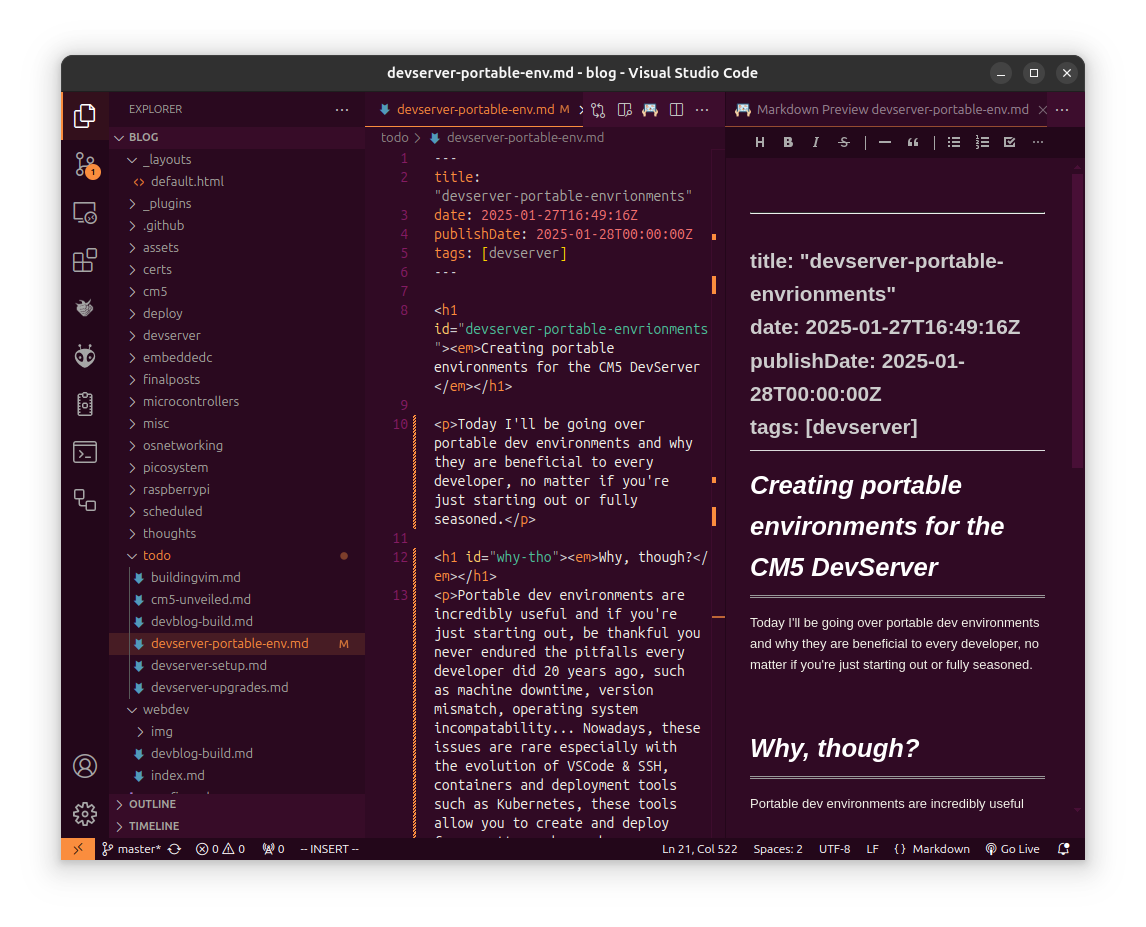 devserver-portable-env.md - blog - Visual Studio Code
EXPLORER
BLOG
_layouts
default.html
_plugins
.github
assets
certs
cm5
deploy
devserver
embeddedc
finalposts
microcontrollers
misc
osnetworking
picosystem
raspberrypi
scheduled
thoughts
todo
buildingvim.md
cm5-unveiled.md
devblog-build.md
devserver-portable-env.md M
devserver-setup.md
devserver-upgrades.md
webdev
img
devblog-build.md
index.md
OUTLINE
TIMELINE
1
devserver-portable-env.md M
todo > devserver-portable-env.md
1 ---
2 title:
"devserver-portable-envrionments"
3 date: 2025-01-27T16:49:16Z
4 publishDate: 2025-01-28T00:00:00Z
5 tags: [devserver]
6 ---
7
8 <h1
id="devserver-portable-envrionments
"><em>Creating portable
environments for the CM5 DevServer
</em></h1>
9
10 <p>Today I'll be going over
portable dev environments and why
they are beneficial to every
developer, no matter if you're
just starting out or fully
seasoned.</p>
11
12 <h1 id="why-tho"><em>Why, though?</
em></h1>
13 <p>Portable dev environments are
incredibly useful and if you're
just starting out, be thankful you
never endured the pitfalls every
developer did 20 years ago, such
as machine downtime, version
mismatch, operating system
incompatability... Nowadays, these
issues are rare especially with
the evolution of VSCode & SSH,
containers and deployment tools
such as Kubernetes, these tools
allow you to create and deploy
Markdown Preview devserver-portable-env.md
H B I S
title: "devserver-portable-
envrionments"
date: 2025-01-27T16:49:16Z
publishDate: 2025-01-
28T00:00:00Z
tags: [devserver]
Creating portable
environments for the
CM5 DevServer
Today I'll be going over portable dev environments
and why they are beneficial to every developer, no
matter if you're just starting out or fully seasoned.
Why, though?
Portable dev environments are incredibly useful
master* 0 0 0 -- INSERT -- Ln 21, Col 522 Spaces: 2 UTF-8 LF { } Markdown Go Live